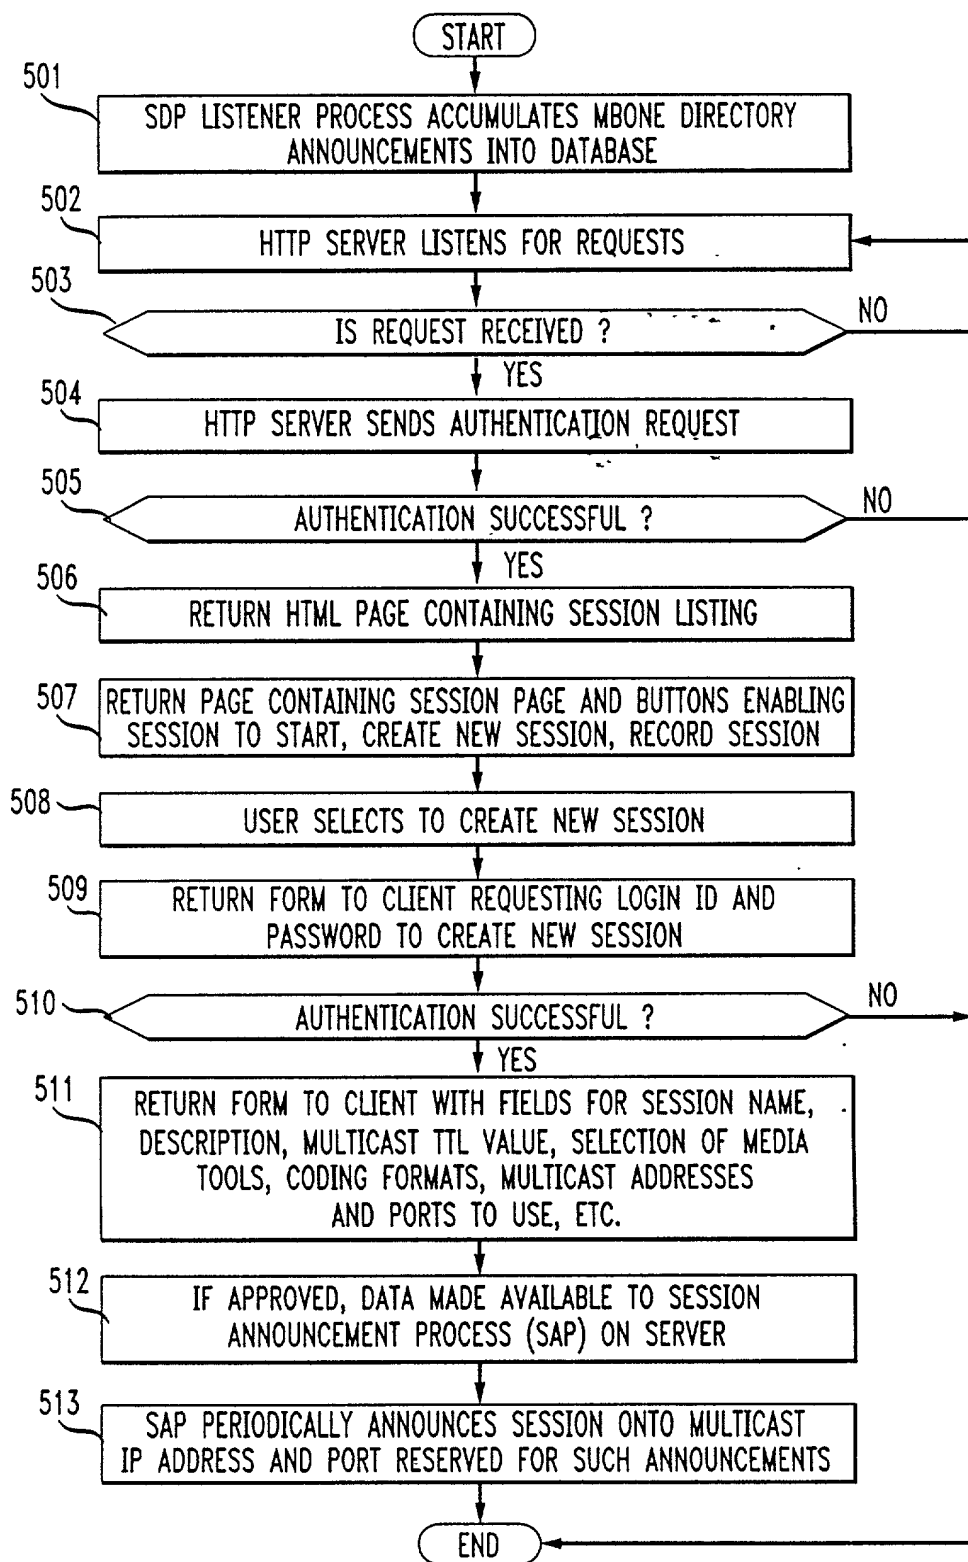 START
501
SDP LISTENER PROCESS ACCUMULATES MBONE DIRECTORY
ANNOUNCEMENTS INTO DATABASE
502
HTTP SERVER LISTENS FOR REQUESTS
503
IS REQUEST RECEIVED ?
NO
YES
504
HTTP SERVER SENDS AUTHENTICATION REQUEST
505
AUTHENTICATION SUCCESSFUL ?
NO
YES
506
RETURN HTML PAGE CONTAINING SESSION LISTING
507
RETURN PAGE CONTAINING SESSION PAGE AND BUTTONS ENABLING
SESSION TO START, CREATE NEW SESSION, RECORD SESSION
508
USER SELECTS TO CREATE NEW SESSION
509
RETURN FORM TO CLIENT REQUESTING LOGIN ID AND
PASSWORD TO CREATE NEW SESSION
510
AUTHENTICATION SUCCESSFUL ?
NO
YES
511
RETURN FORM TO CLIENT WITH FIELDS FOR SESSION NAME,
DESCRIPTION, MULTICAST TTL VALUE, SELECTION OF MEDIA
TOOLS, CODING FORMATS, MULTICAST ADDRESSES
AND PORTS TO USE, ETC.
512
IF APPROVED, DATA MADE AVAILABLE TO SESSION
ANNOUNCEMENT PROCESS (SAP) ON SERVER
513
SAP PERIODICALLY ANNOUNCES SESSION ONTO MULTICAST
IP ADDRESS AND PORT RESERVED FOR SUCH ANNOUNCEMENTS
END